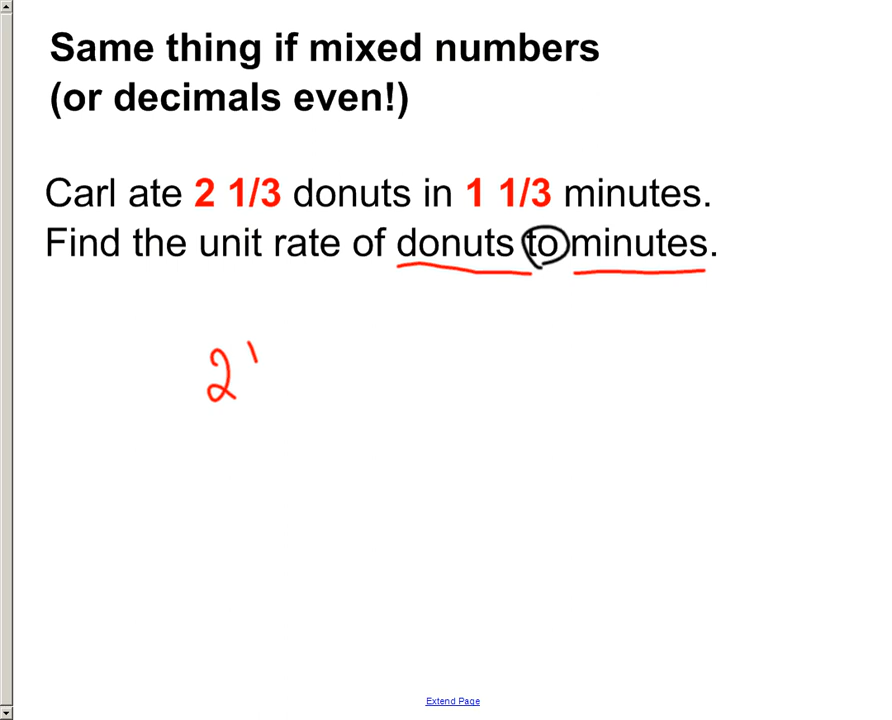 Same thing if mixed numbers
(or decimals even!)
Carl ate 2 1/3 donuts in 1 1/3 minutes.
Find the unit rate of donuts to minutes.
2 1
Extend Page